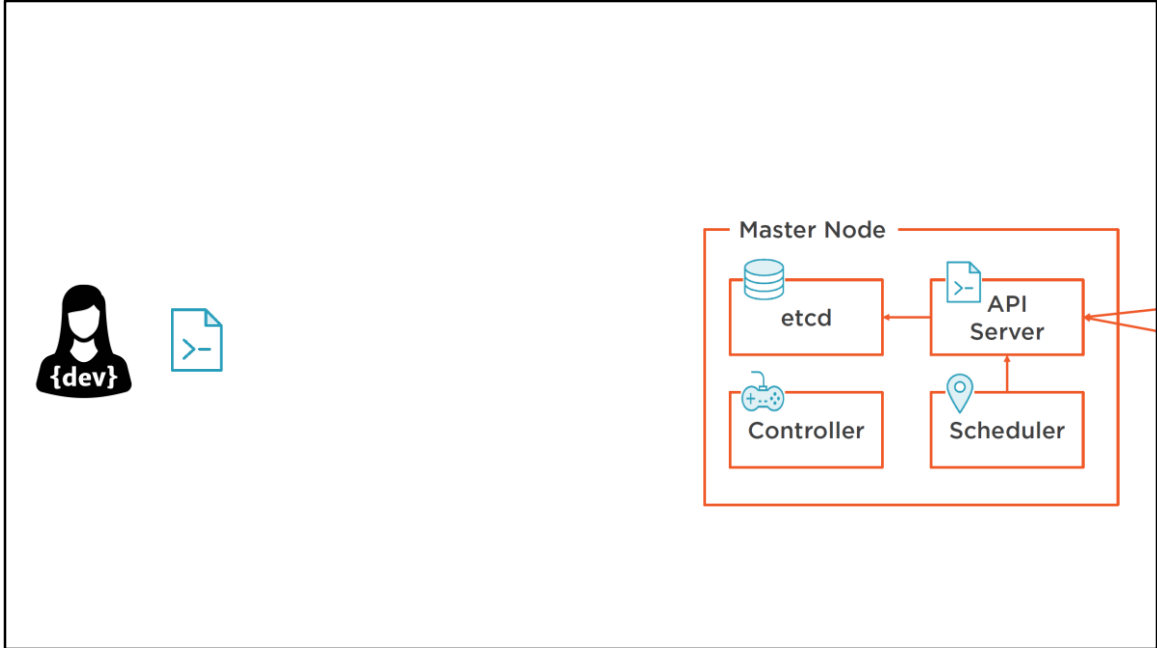 Master Node
etcd
API
Server
{dev}
Controller
Scheduler